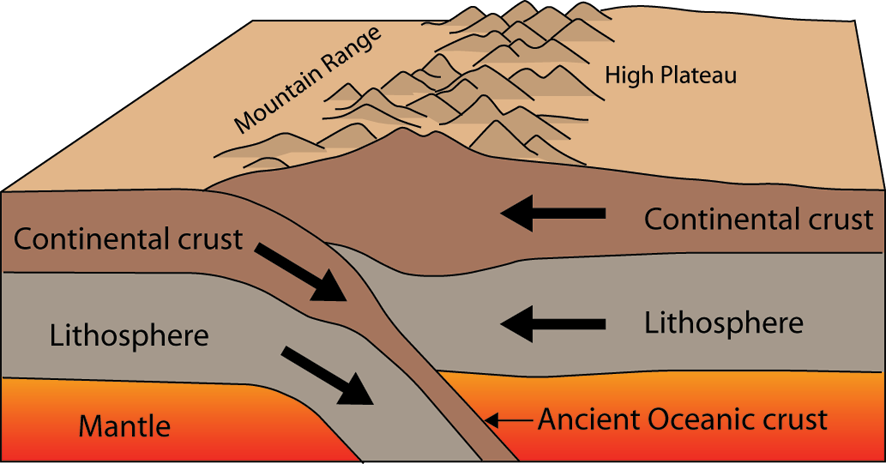 Mountain Range
High Plateau
Continental crust
Continental crust
Lithosphere
Lithosphere
Mantle
Ancient Oceanic crust